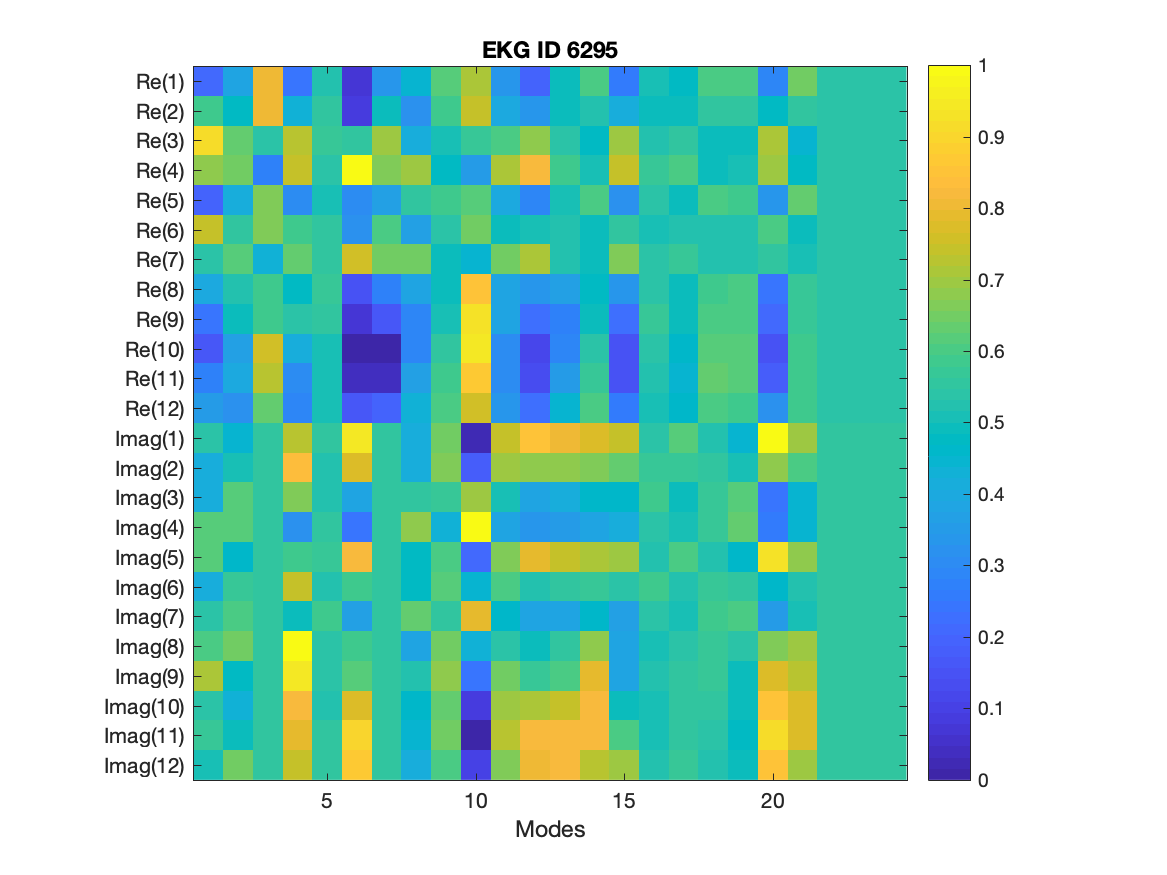 EKG ID 6295
Re(1)
Re(2)
Re(3)
Re(4)
Re(5)
Re(6)
Re(7)
Re(8)
Re(9)
Re(10)
Re(11)
Re(12)
Imag(1)
Imag(2)
Imag(3)
Imag(4)
Imag(5)
Imag(6)
Imag(7)
Imag(8)
Imag(9)
Imag(10)
Imag(11)
Imag(12)
5 10 15 20
Modes
1
0.9
0.8
0.7
0.6
0.5
0.4
0.3
0.2
0.1
0